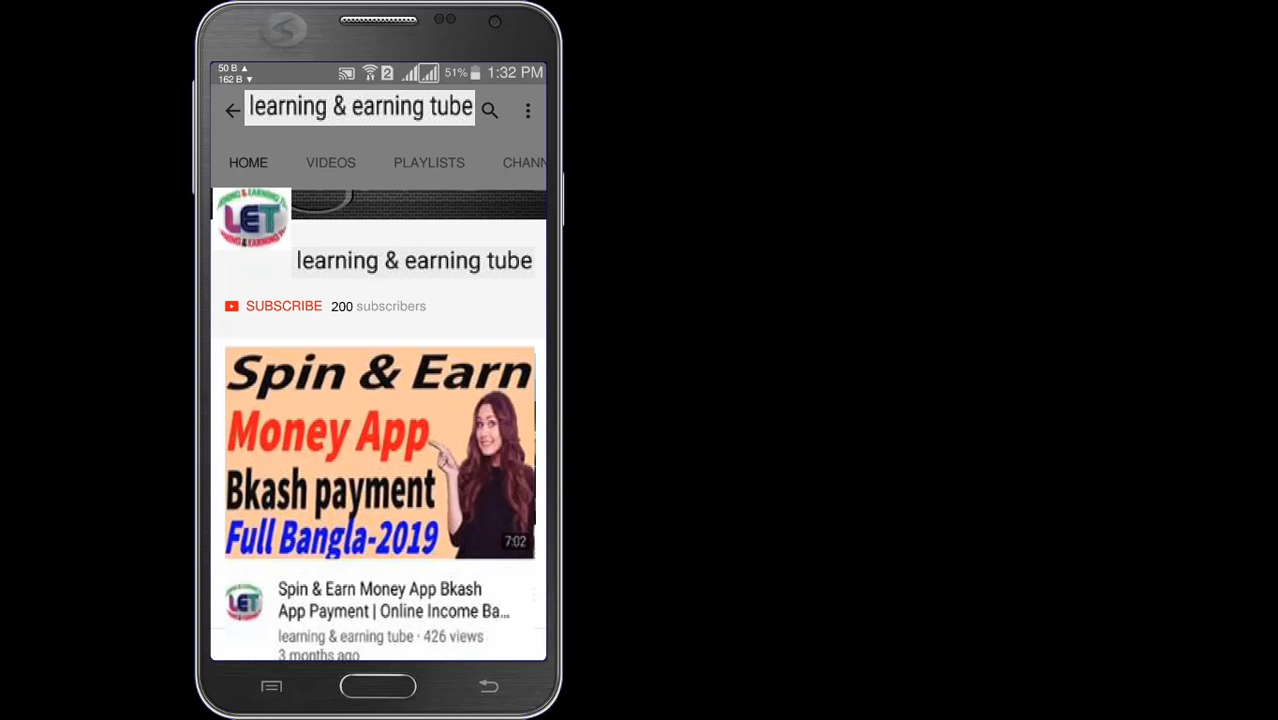 50 B ▲
162 B ▼
2
51%
1:32 PM
learning & earning tube
HOME VIDEOS PLAYLISTS CHANN
LET
learning & earning tube
SUBSCRIBE 200 subscribers
Spin & Earn
Money App
Bkash payment
Full Bangla-2019
7:02
LET
Spin & Earn Money App Bkash
App Payment | Online Income Ba...
learning & earning tube · 426 views
3 months ago